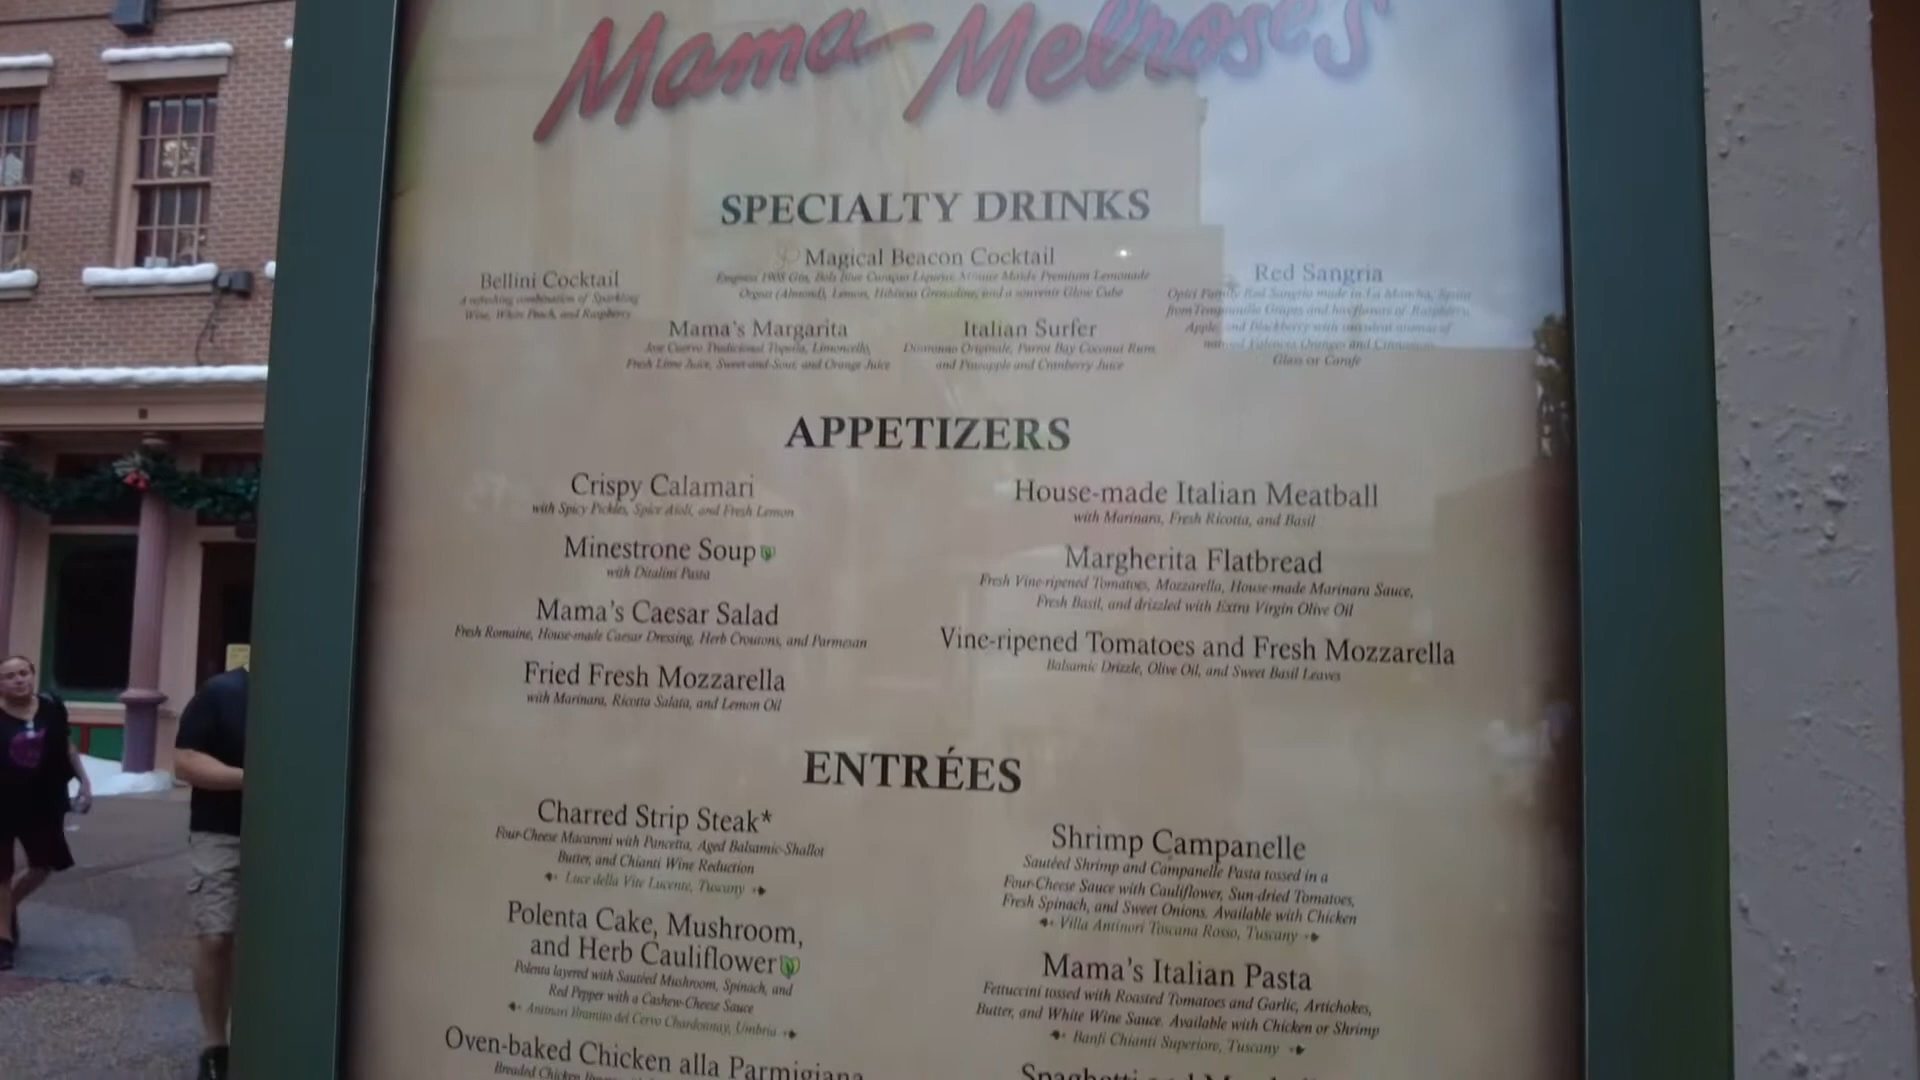 Mama Melrose's
SPECIALTY DRINKS
Magical Beacon Cocktail
Empress 1908 Gin, Bols Blue Curaçao Liqueur, Minute Maid Premium Lemonade
Orgeat (Almond), Lemon, Hibiscus Grenadine, and a souvenir Glow Cube
Bellini Cocktail
A refreshing combination of Sparkling
Wine, White Peach, and Raspberry
Red Sangria
Opici Family Red Sangria made in La Mancha, Spain
from Tempranillo Grapes and has flavors of Raspberry,
Apple, and Blackberry with
Valencia Oranges and Cinnamon
Glass or Carafe
Mama's Margarita
Jose Cuervo Tradicional Tequila, Limoncello,
Fresh Lime Juice, Sweet-and-Sour, and Orange Juice
Italian Surfer
Disaronno Originale, Parrot Bay Coconut Rum,
and Pineapple and Cranberry Juice
APPETIZERS
Crispy Calamari
with Spicy Pickles, Spicy Aïoli, and Fresh Lemon
Minestrone Soup
with Ditalini Pasta
Mama's Caesar Salad
Fresh Romaine, House-made Caesar Dressing, Herb Croutons, and Parmesan
Fried Fresh Mozzarella
with Marinara, Ricotta Salata, and Lemon Oil
House-made Italian Meatball
with Marinara, Fresh Ricotta, and Basil
Margherita Flatbread
Fresh Vine-ripened Tomatoes, Mozzarella, House-made Marinara Sauce,
Fresh Basil, and drizzled with Extra Virgin Olive Oil
Vine-ripened Tomatoes and Fresh Mozzarella
Balsamic Drizzle, Olive Oil, and Sweet Basil Leaves
ENTRÉES
Charred Strip Steak*
Four-Cheese Macaroni with Pancetta, Aged Balsamic-Shallot
Butter, and Chianti Wine Reduction
Luce della Vite Lucente, Tuscany
Polenta Cake, Mushroom,
and Herb Cauliflower
Polenta layered with Sautéed Mushroom, Spinach, and
Red Pepper with a Cashew-Cheese Sauce
Antinori Bramito del Cervo Chardonnay, Umbria
Oven-baked Chicken alla Parmigiana
Breaded Chicken
Shrimp Campanelle
Sautéed Shrimp and Campanelle Pasta tossed in a
Four-Cheese Sauce with Cauliflower, Sun-dried Tomatoes,
Fresh Spinach, and Sweet Onions. Available with Chicken
Villa Antinori Toscana Rosso, Tuscany
Mama's Italian Pasta
Fettuccini tossed with Roasted Tomatoes and Garlic, Artichokes,
Butter, and White Wine Sauce. Available with Chicken or Shrimp
Banfi Chianti Superiore, Tuscany
Spaghetti